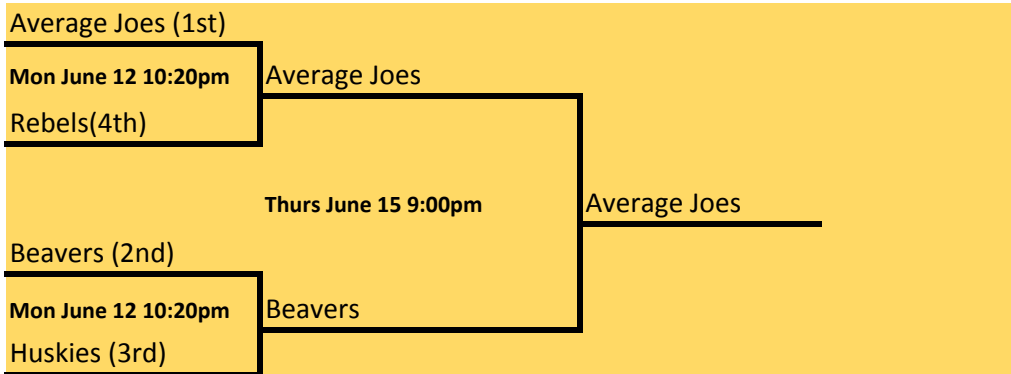 Average Joes (1st)
Mon June 12 10:20pm
Average Joes
Rebels(4th)
Thurs June 15 9:00pm
Average Joes
Beavers (2nd)
Mon June 12 10:20pm
Beavers
Huskies (3rd)